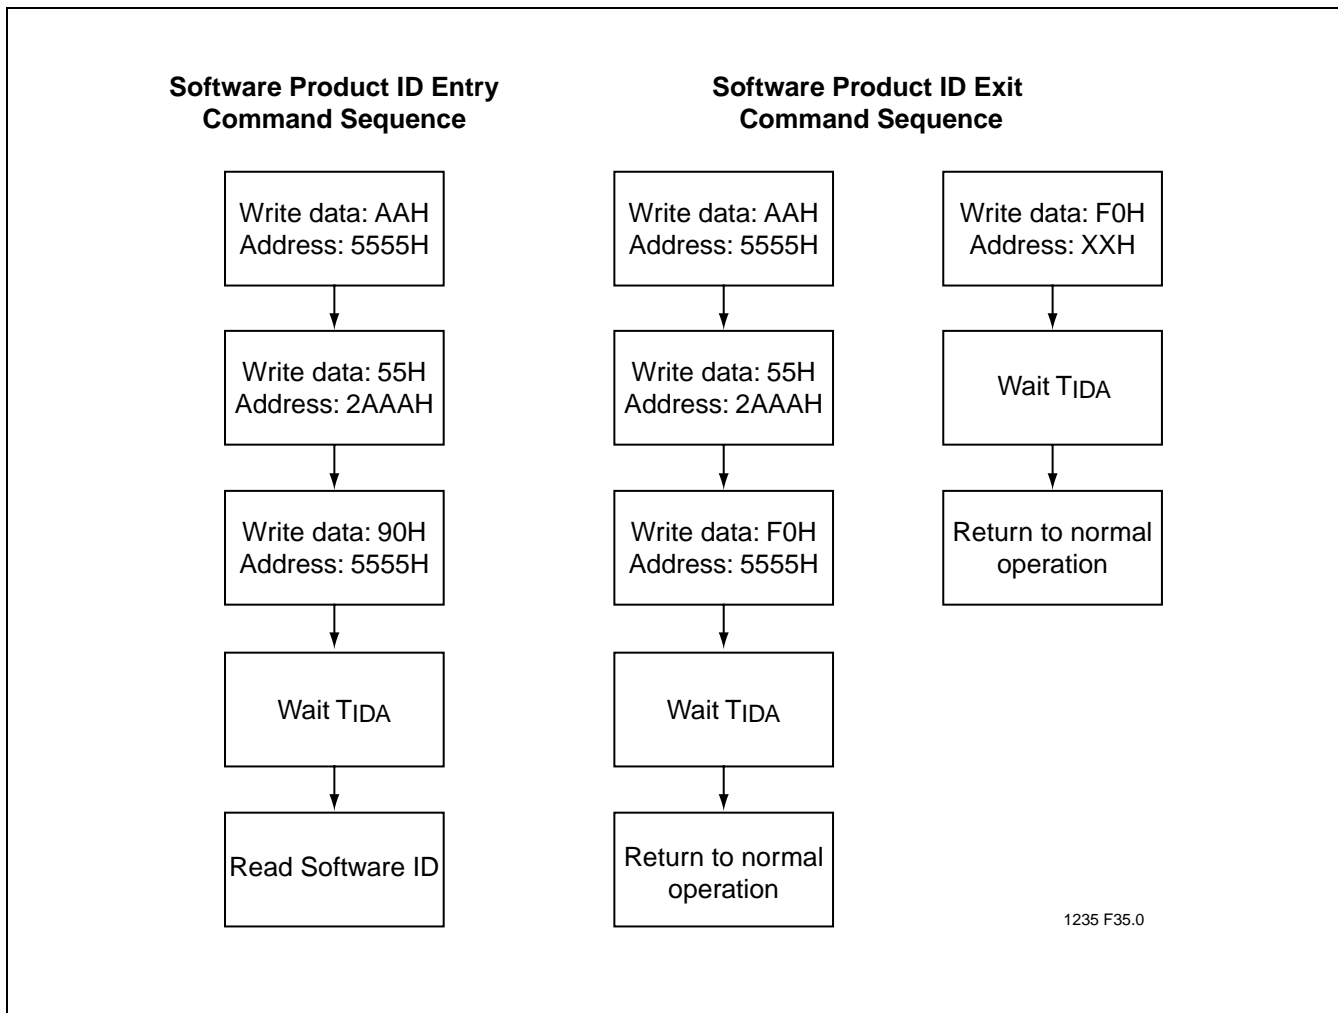 Software Product ID Entry
Command Sequence
Write data: AAH
Address: 5555H
Write data: 55H
Address: 2AAAH
Write data: 90H
Address: 5555H
Wait TIDA
Read Software ID
Software Product ID Exit
Command Sequence
Write data: AAH
Address: 5555H
Write data: 55H
Address: 2AAAH
Write data: F0H
Address: 5555H
Wait TIDA
Return to normal
operation
Write data: F0H
Address: XXH
Wait TIDA
Return to normal
operation
1235 F35.0